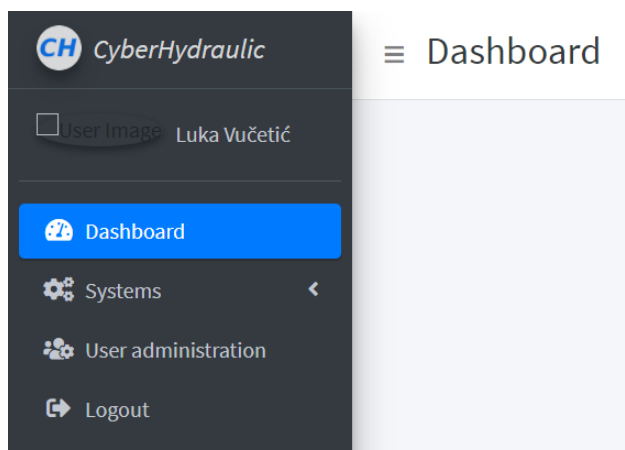 CH CyberHydraulic
Dashboard
User Image Luka Vučetić
Dashboard
Systems
User administration
Logout